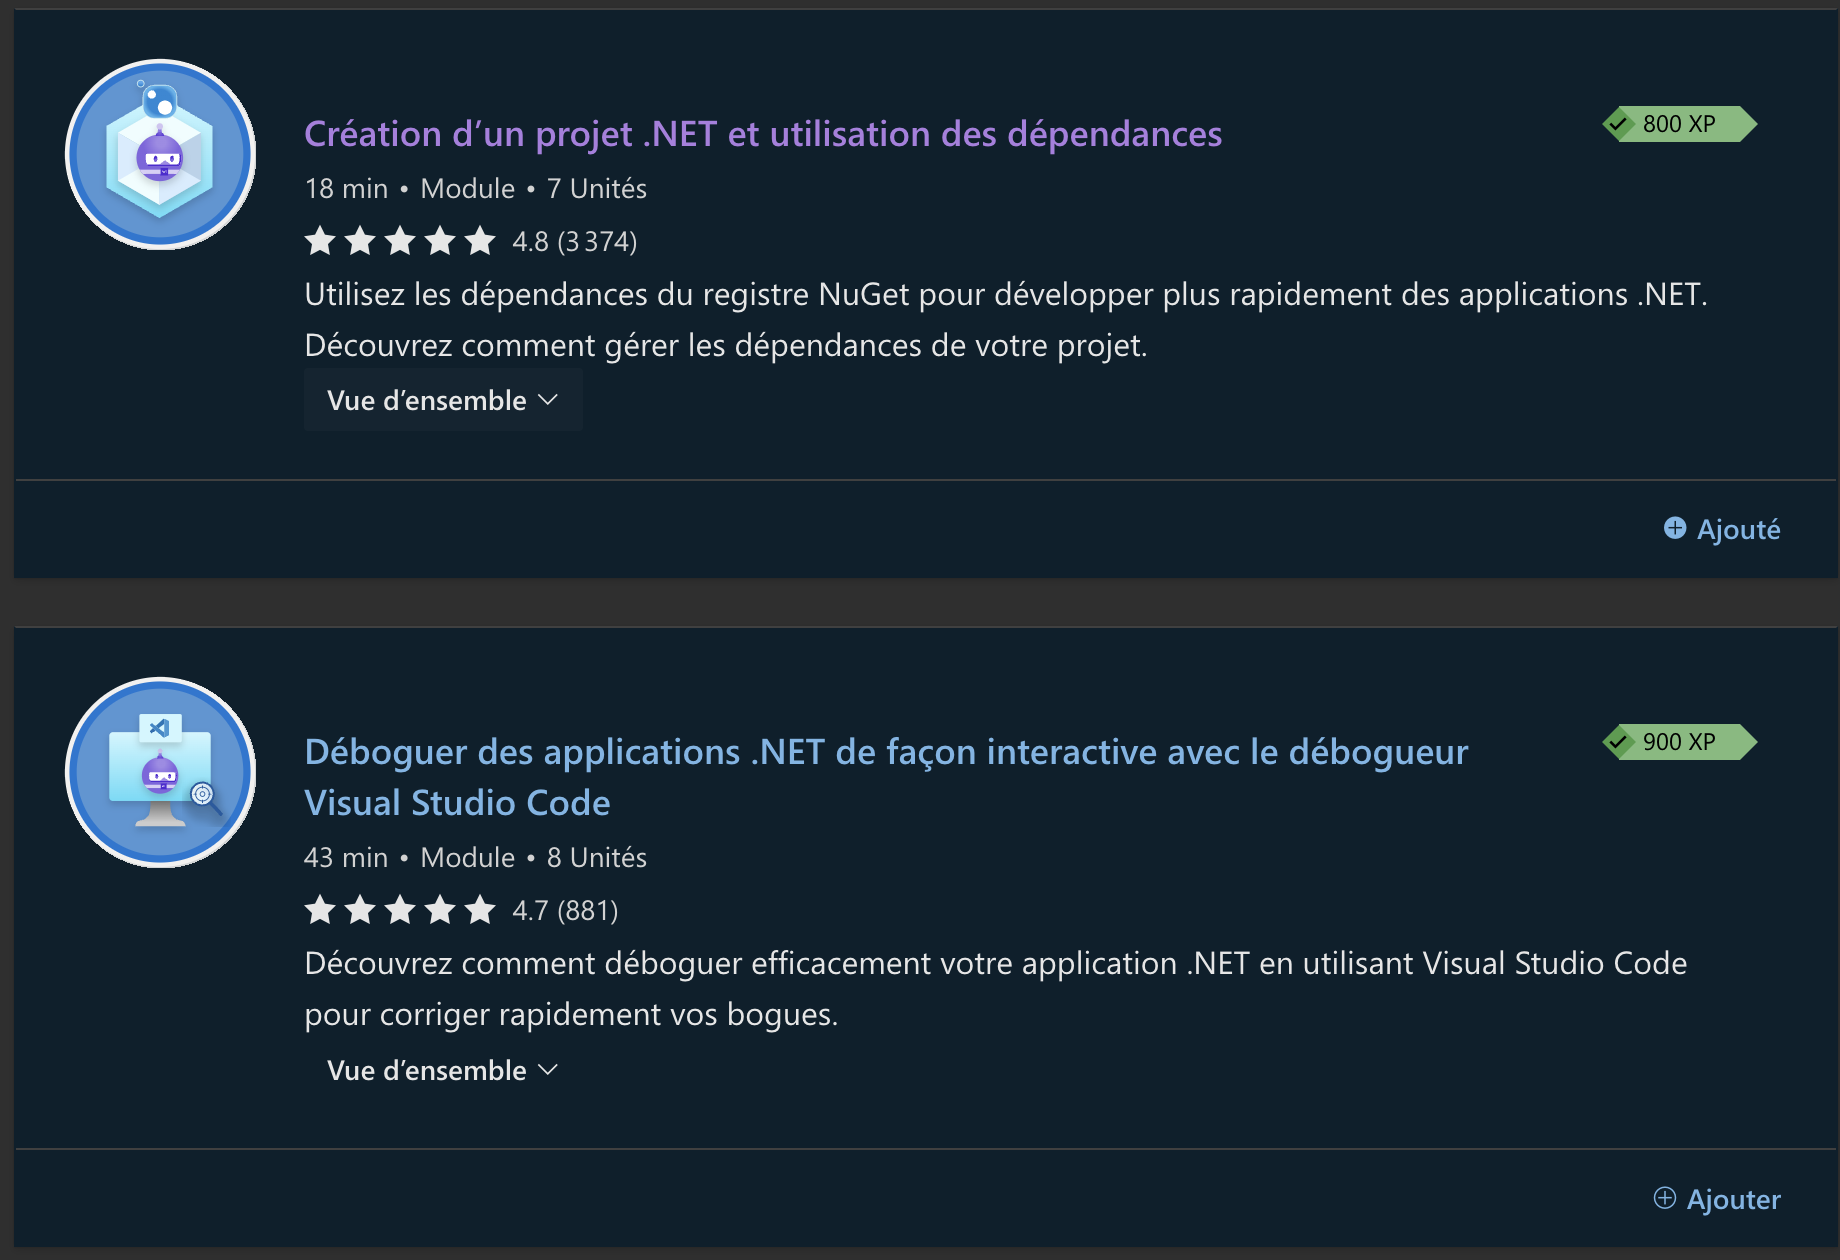 Création d’un projet .NET et utilisation des dépendances
800 XP
18 min • Module • 7 Unités
4.8 (3 374)
Utilisez les dépendances du registre NuGet pour développer plus rapidement des applications .NET.
Découvrez comment gérer les dépendances de votre projet.
Vue d’ensemble
Ajouté
Déboguer des applications .NET de façon interactive avec le débogueur
Visual Studio Code
900 XP
43 min • Module • 8 Unités
4.7 (881)
Découvrez comment déboguer efficacement votre application .NET en utilisant Visual Studio Code
pour corriger rapidement vos bogues.
Vue d’ensemble
Ajouter